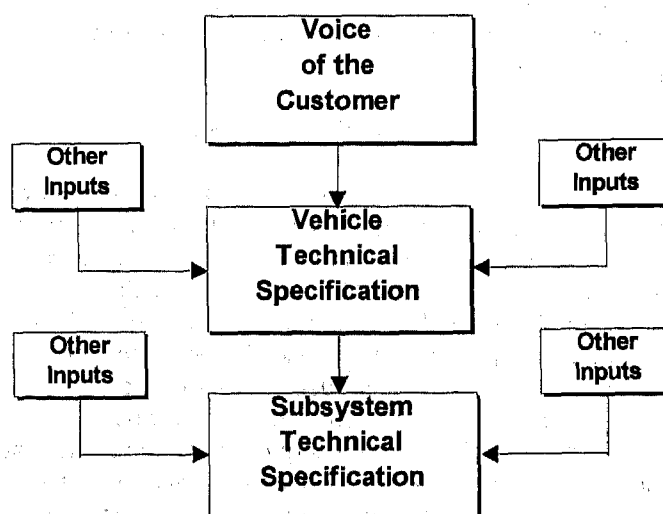 Voice
of the
Customer
Other
Inputs
Other
Inputs
Vehicle
Technical
Specification
Other
Inputs
Other
Inputs
Subsystem
Technical
Specification